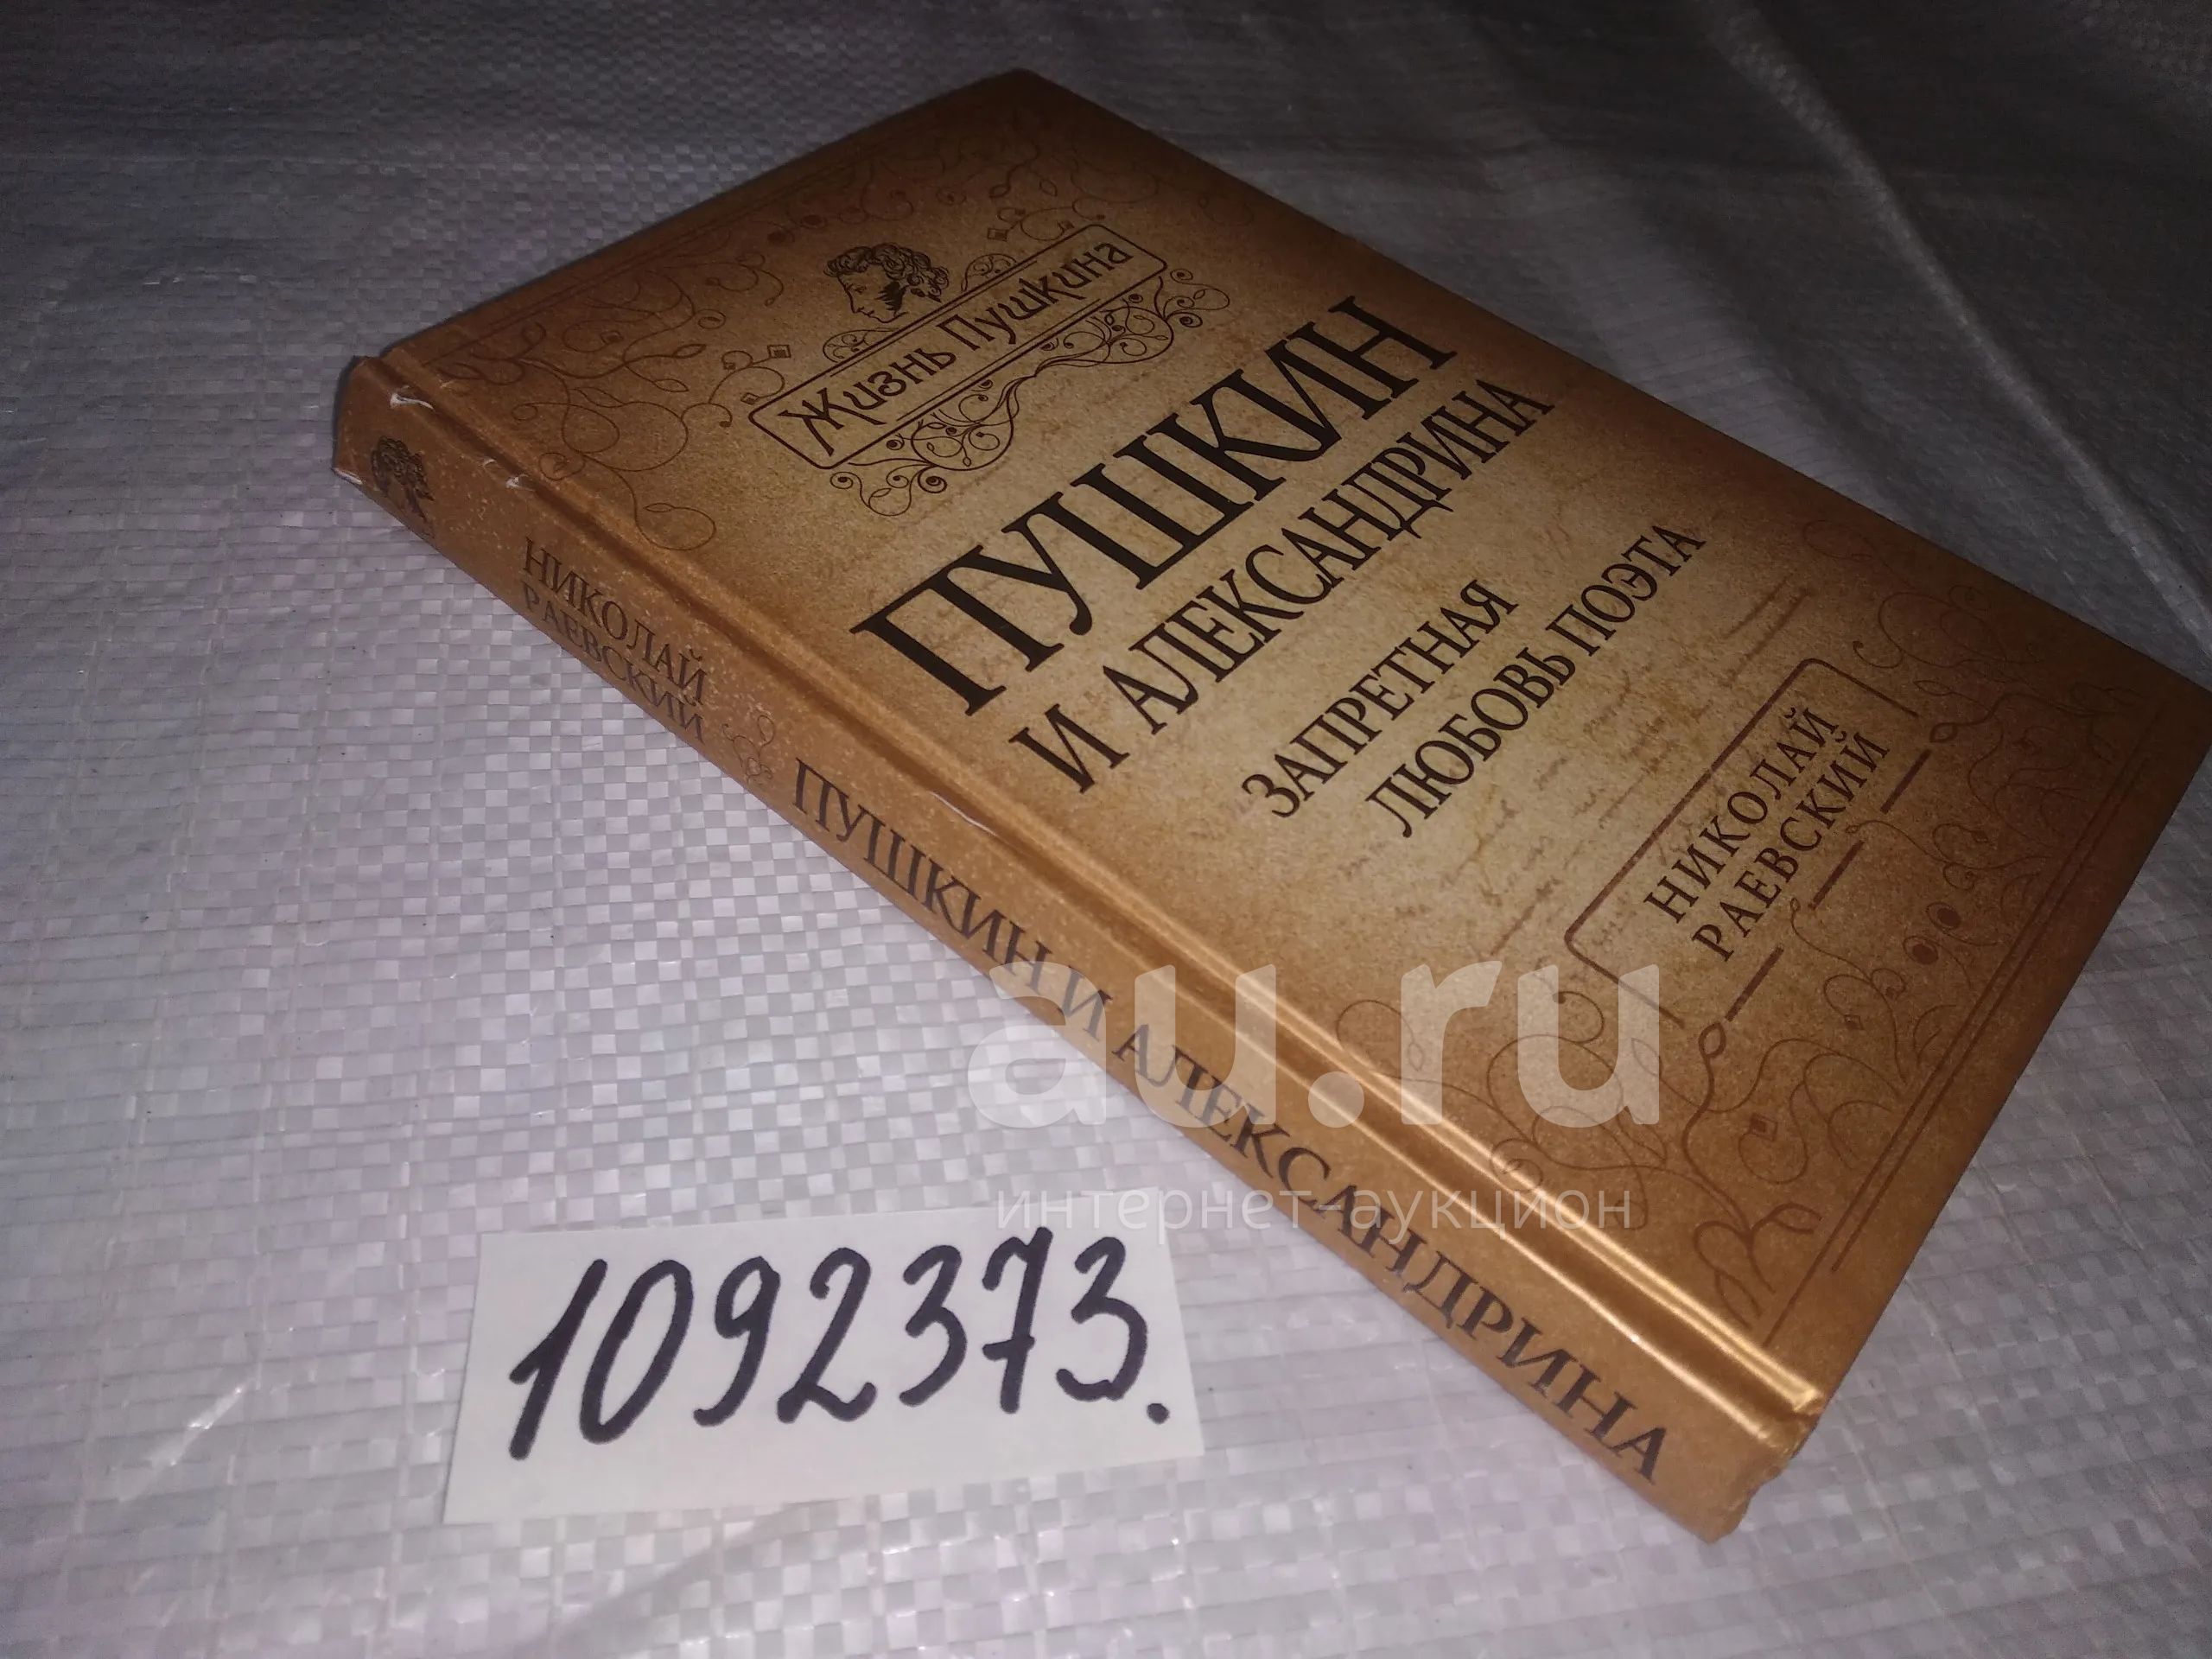 Жизнь Пушкина
ПУШКИН
И АЛЕКСАНДРИНА
ЗАПРЕТНАЯ
ЛЮБОВЬ ПОЭТА
НИКОЛАЙ
РАЕВСКИЙ
НИКОЛАЙ
РАЕВСКИЙ
ПУШКИН И АЛЕКСАНДРИНА
au.ru
интернет-аукцион
1092373.